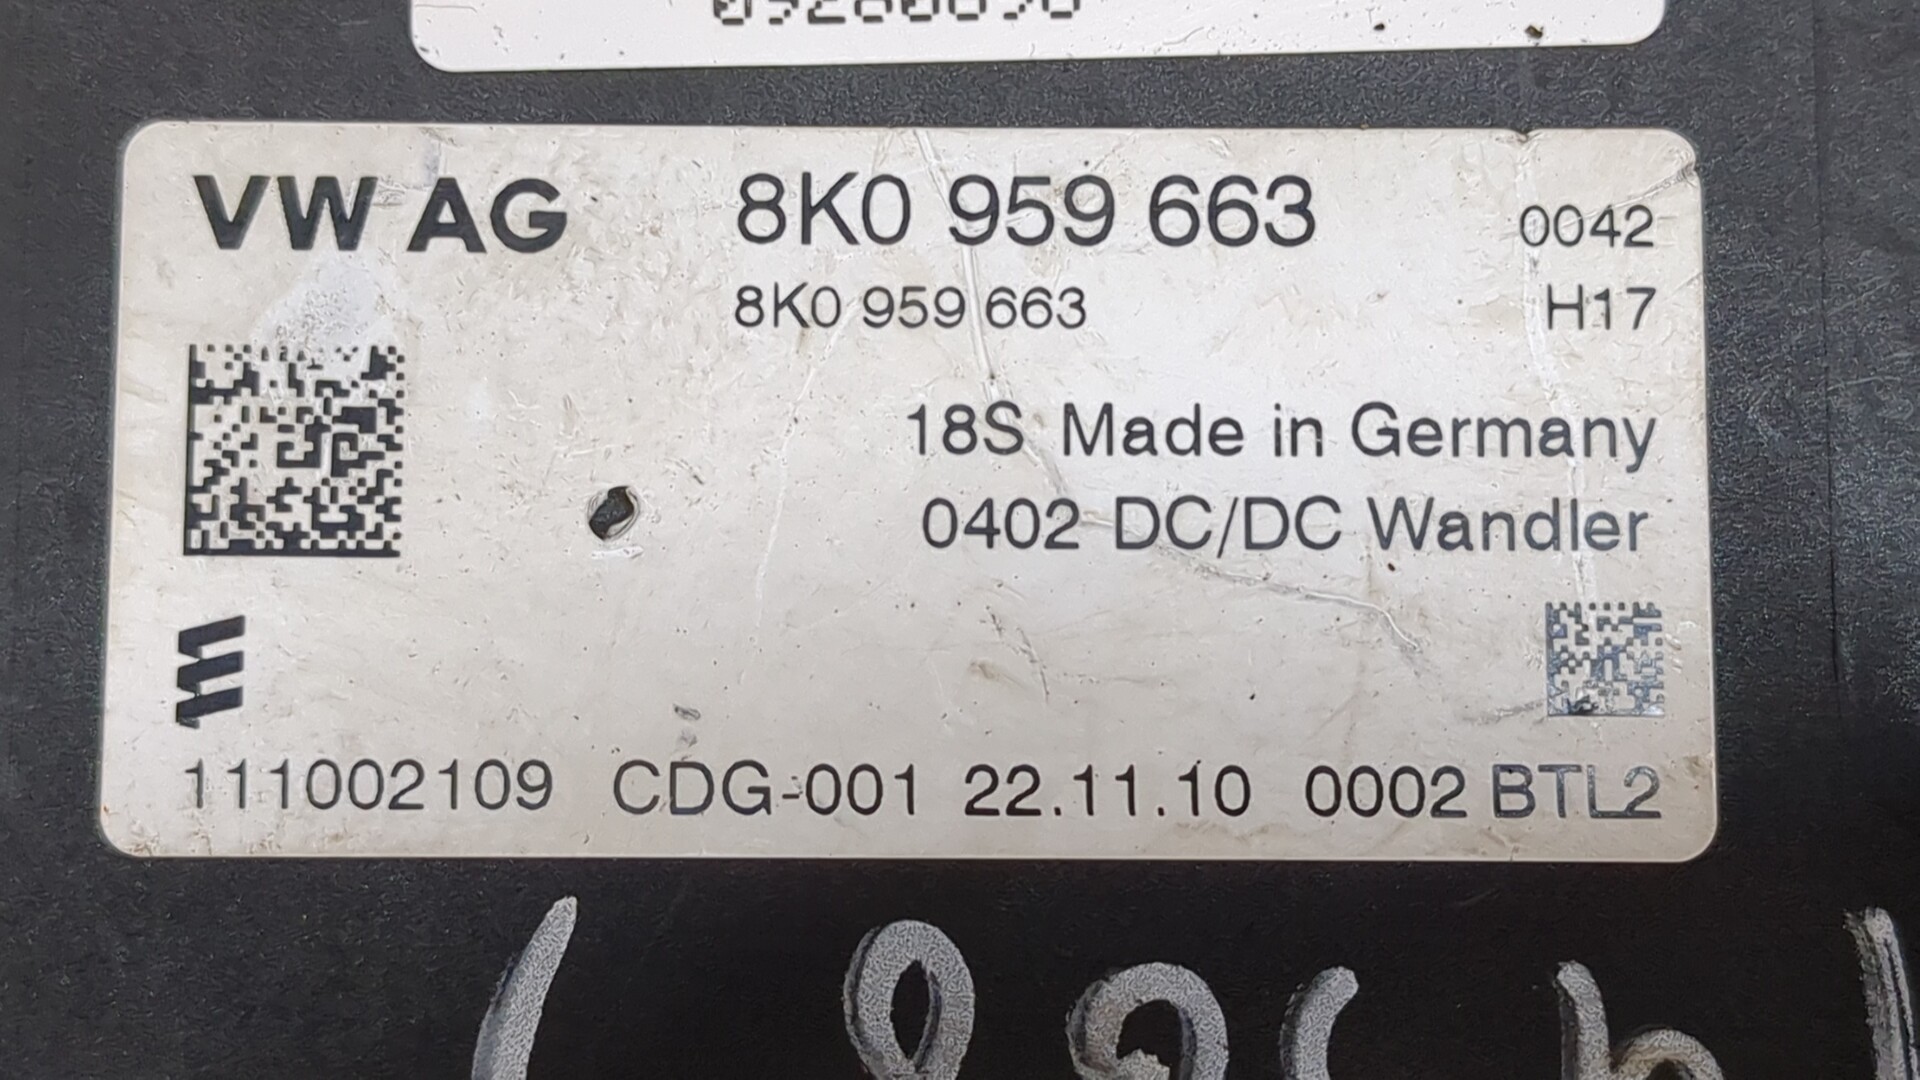 VW AG 8K0 959 663 0042
8K0 959 663 H17
18S Made in Germany
0402 DC/DC Wandler
111002109 CDG-001 22.11.10 0002 BTL2